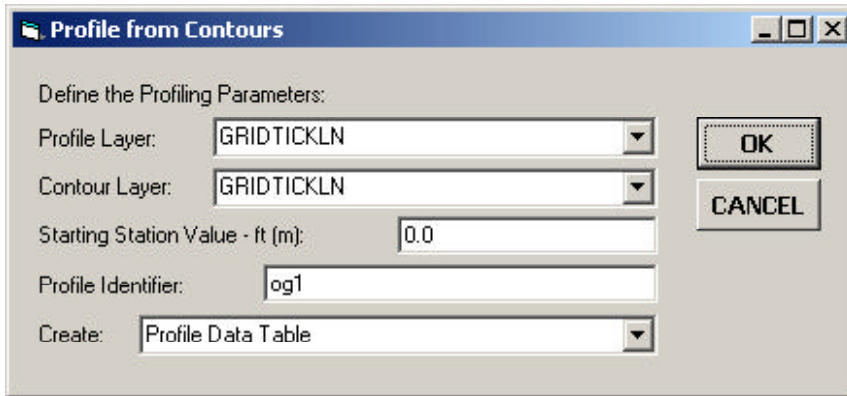 Profile from Contours
Define the Profiling Parameters:
Profile Layer: GRIDTICKLN
OK
Contour Layer: GRIDTICKLN
CANCEL
Starting Station Value - ft (m): 0.0
Profile Identifier: og1
Create: Profile Data Table